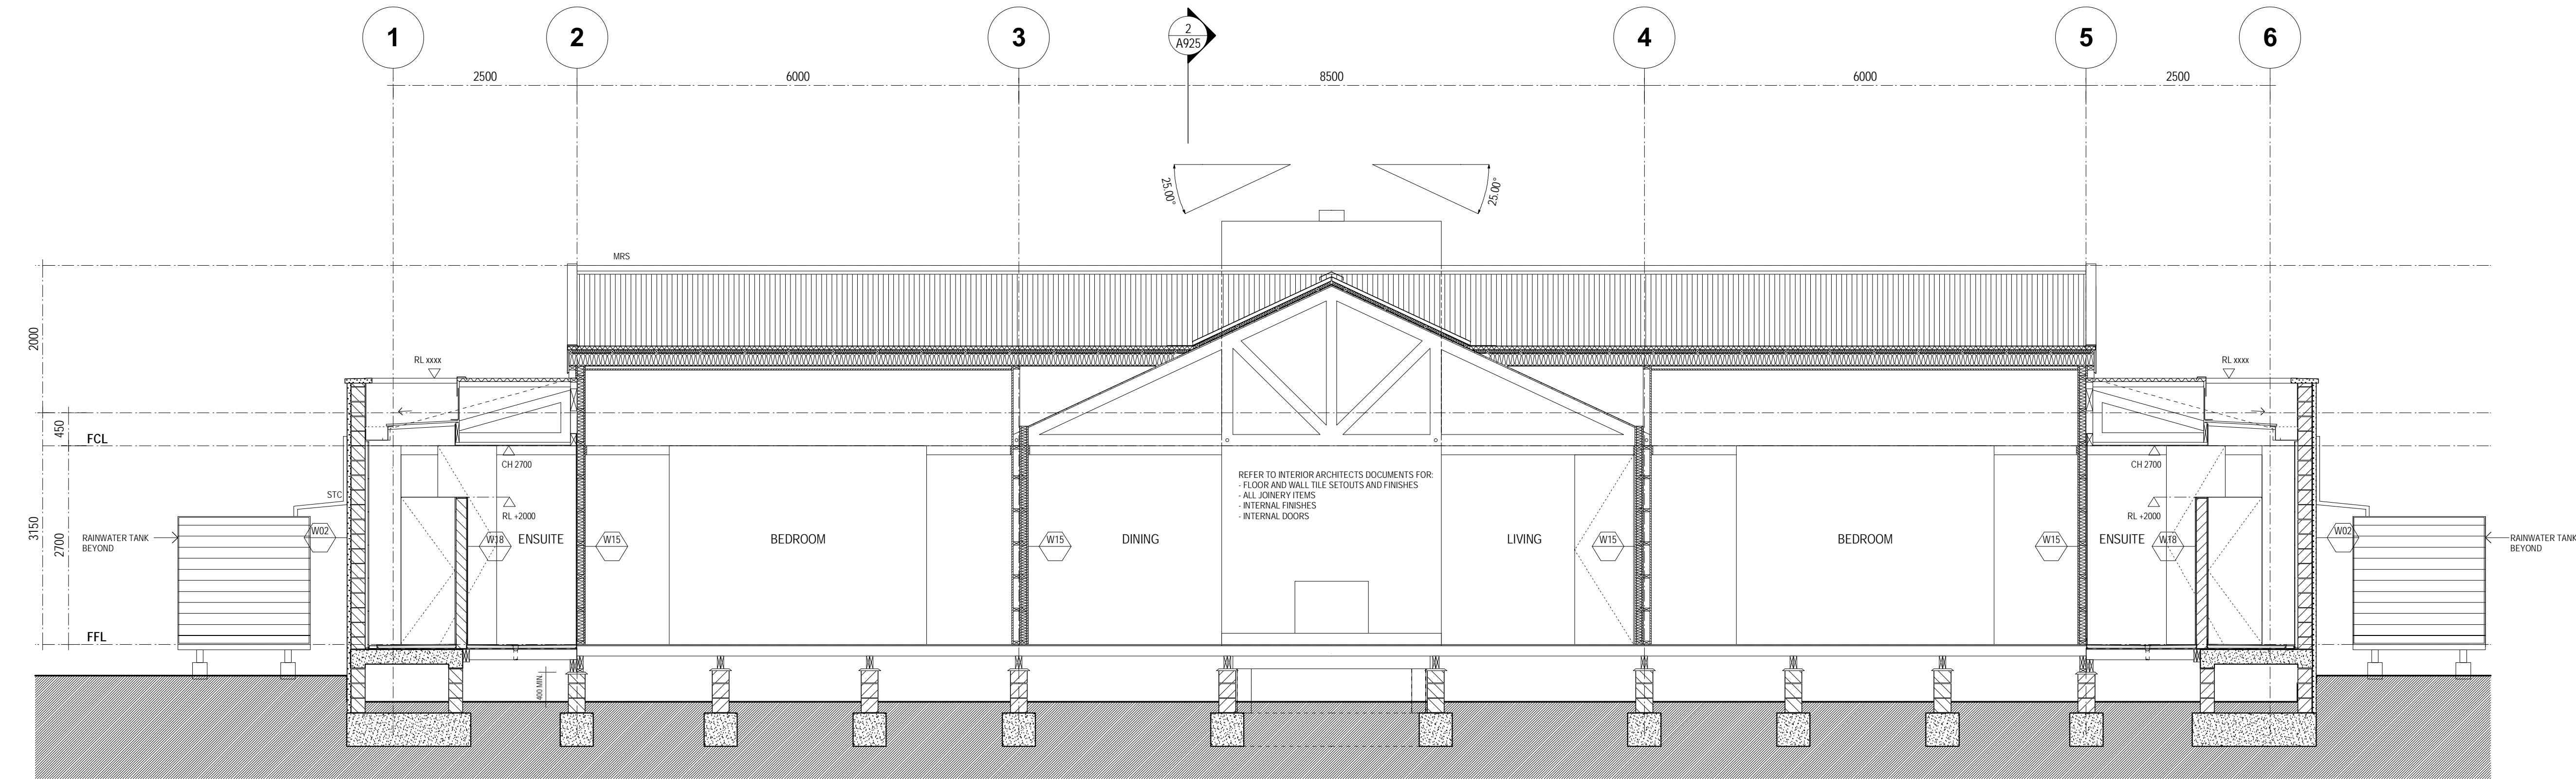 1
2
3
2
A925
4
5
6
2500
6000
8500
6000
2500
25.00°
25.00°
MRS
2000
RL xxxx
RL xxxx
450
FCL
CH 2700
CH 2700
REFER TO INTERIOR ARCHITECTS DOCUMENTS FOR:
- FLOOR AND WALL TILE SETOUTS AND FINISHES
- ALL JOINERY ITEMS
- INTERNAL FINISHES
- INTERNAL DOORS
STC
RL +2000
RL +2000
3150
2700
RAINWATER TANK
BEYOND
W02
W18
ENSUITE
W15
BEDROOM
W15
DINING
LIVING
W15
BEDROOM
W15
ENSUITE
W18
W02
RAINWATER TANK
BEYOND
FFL
400 MIN.